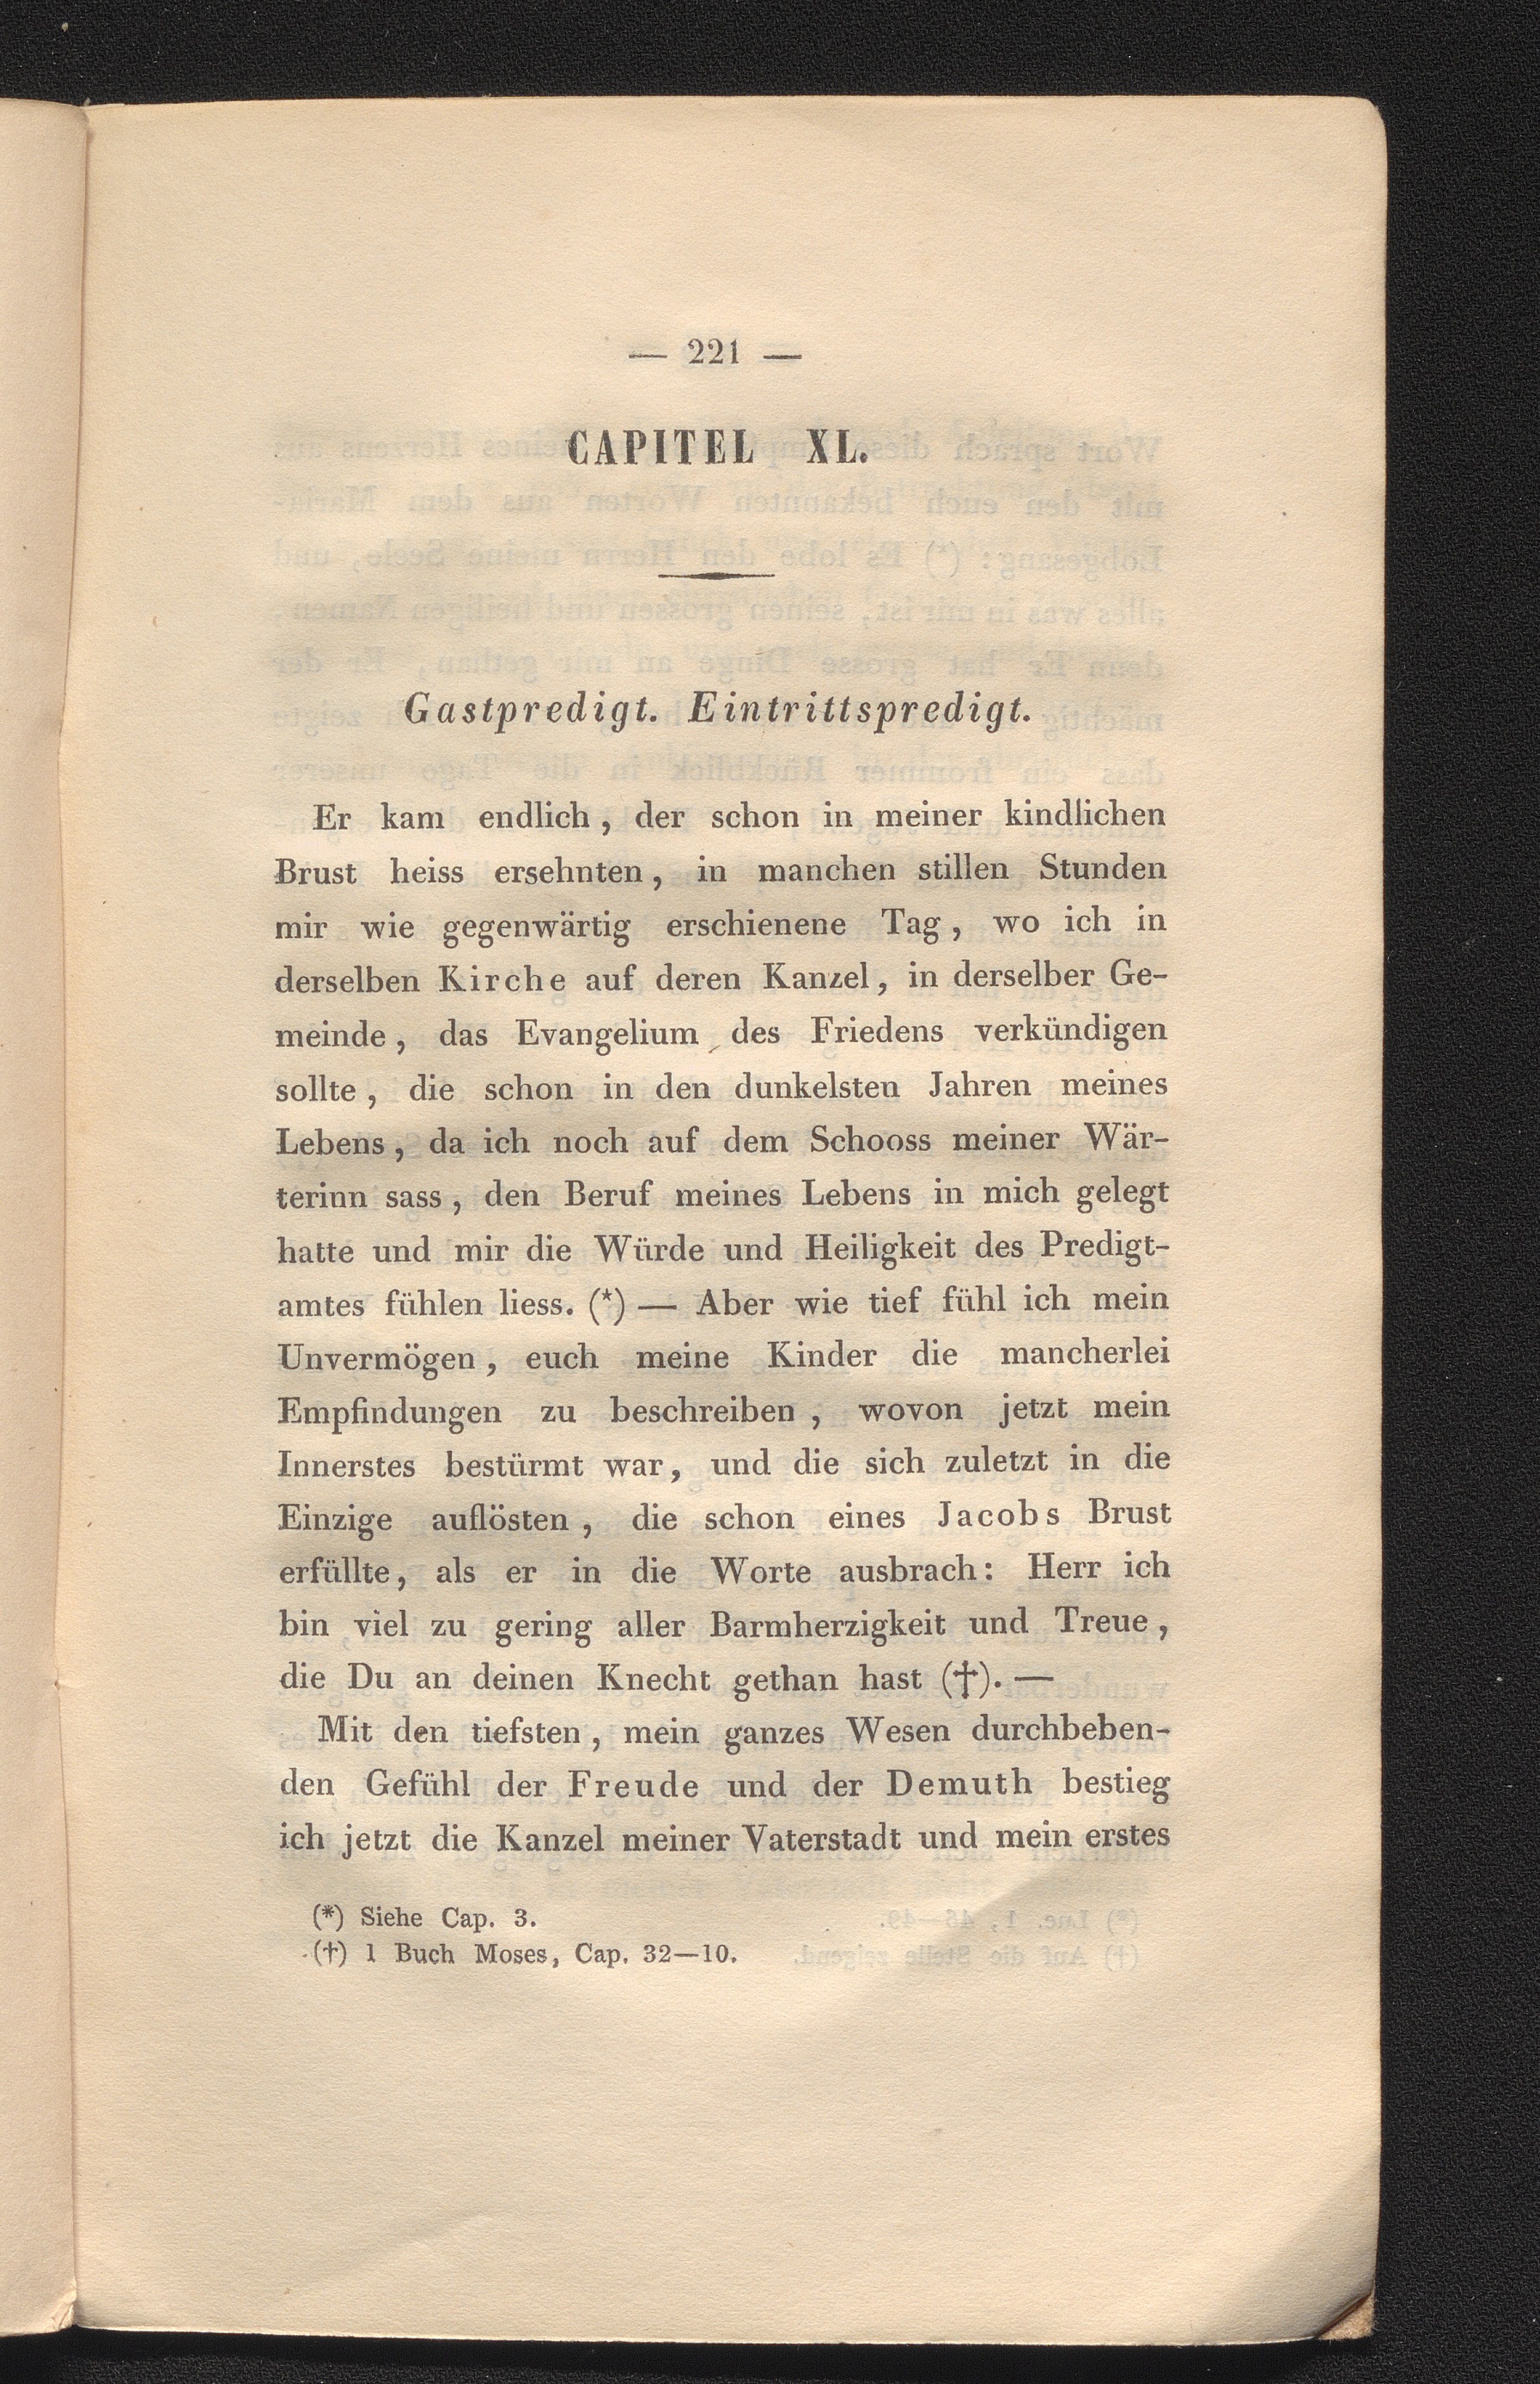 — 221 —
CAPITEL XL.
Gastpredigt. Eintrittspredigt.
Er kam endlich, der schon in meiner kindlichen
Brust heiss ersehnten, in manchen stillen Stunden
mir wie gegenwärtig erschienene Tag, wo ich in
derselben Kirche auf deren Kanzel, in derselber Ge-
meinde, das Evangelium des Friedens verkündigen
sollte, die schon in den dunkelsten Jahren meines
Lebens, da ich noch auf dem Schooss meiner Wär-
terinn sass, den Beruf meines Lebens in mich gelegt
hatte und mir die Würde und Heiligkeit des Predigt-
amtes fühlen liess. (*) — Aber wie tief fühl ich mein
Unvermögen, euch meine Kinder die mancherlei
Empfindungen zu beschreiben, wovon jetzt mein
Innerstes bestürmt war, und die sich zuletzt in die
Einzige auflösten, die schon eines Jacobs Brust
erfüllte, als er in die Worte ausbrach: Herr ich
bin viel zu gering aller Barmherzigkeit und Treue,
die Du an deinen Knecht gethan hast (†). —
Mit den tiefsten, mein ganzes Wesen durchbeben-
den Gefühl der Freude und der Demuth bestieg
ich jetzt die Kanzel meiner Vaterstadt und mein erstes
(*) Siehe Cap. 3.
(†) 1 Buch Moses, Cap. 32—10.